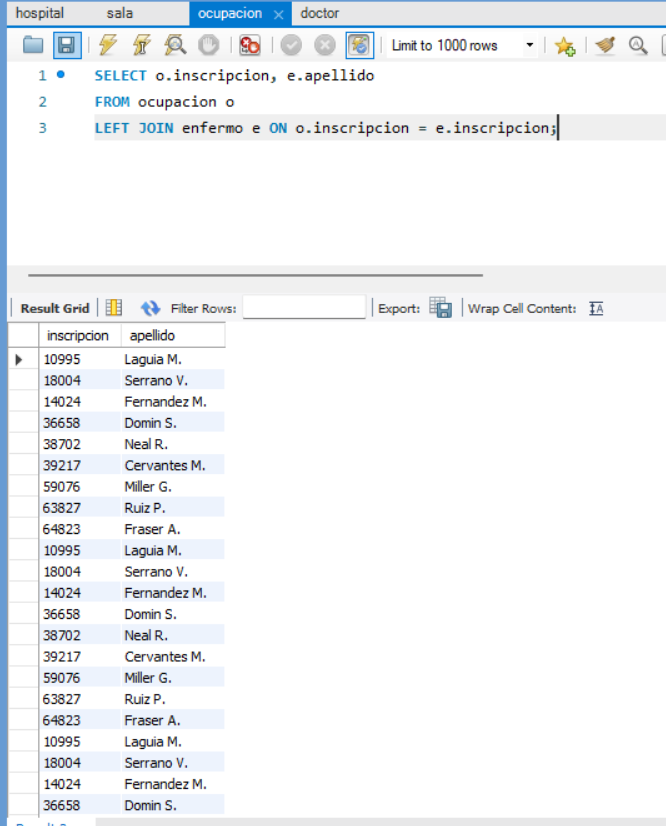 hospital sala ocupacion × doctor
Limit to 1000 rows
1 SELECT o.inscripcion, e.apellido
2 FROM ocupacion o
3 LEFT JOIN enfermo e ON o.inscripcion = e.inscripcion;
Result Grid Filter Rows: Export: Wrap Cell Content:
inscripcion apellido
10995 Laguia M.
18004 Serrano V.
14024 Fernandez M.
36658 Domin S.
38702 Neal R.
39217 Cervantes M.
59076 Miller G.
63827 Ruiz P.
64823 Fraser A.
10995 Laguia M.
18004 Serrano V.
14024 Fernandez M.
36658 Domin S.
38702 Neal R.
39217 Cervantes M.
59076 Miller G.
63827 Ruiz P.
64823 Fraser A.
10995 Laguia M.
18004 Serrano V.
14024 Fernandez M.
36658 Domin S.